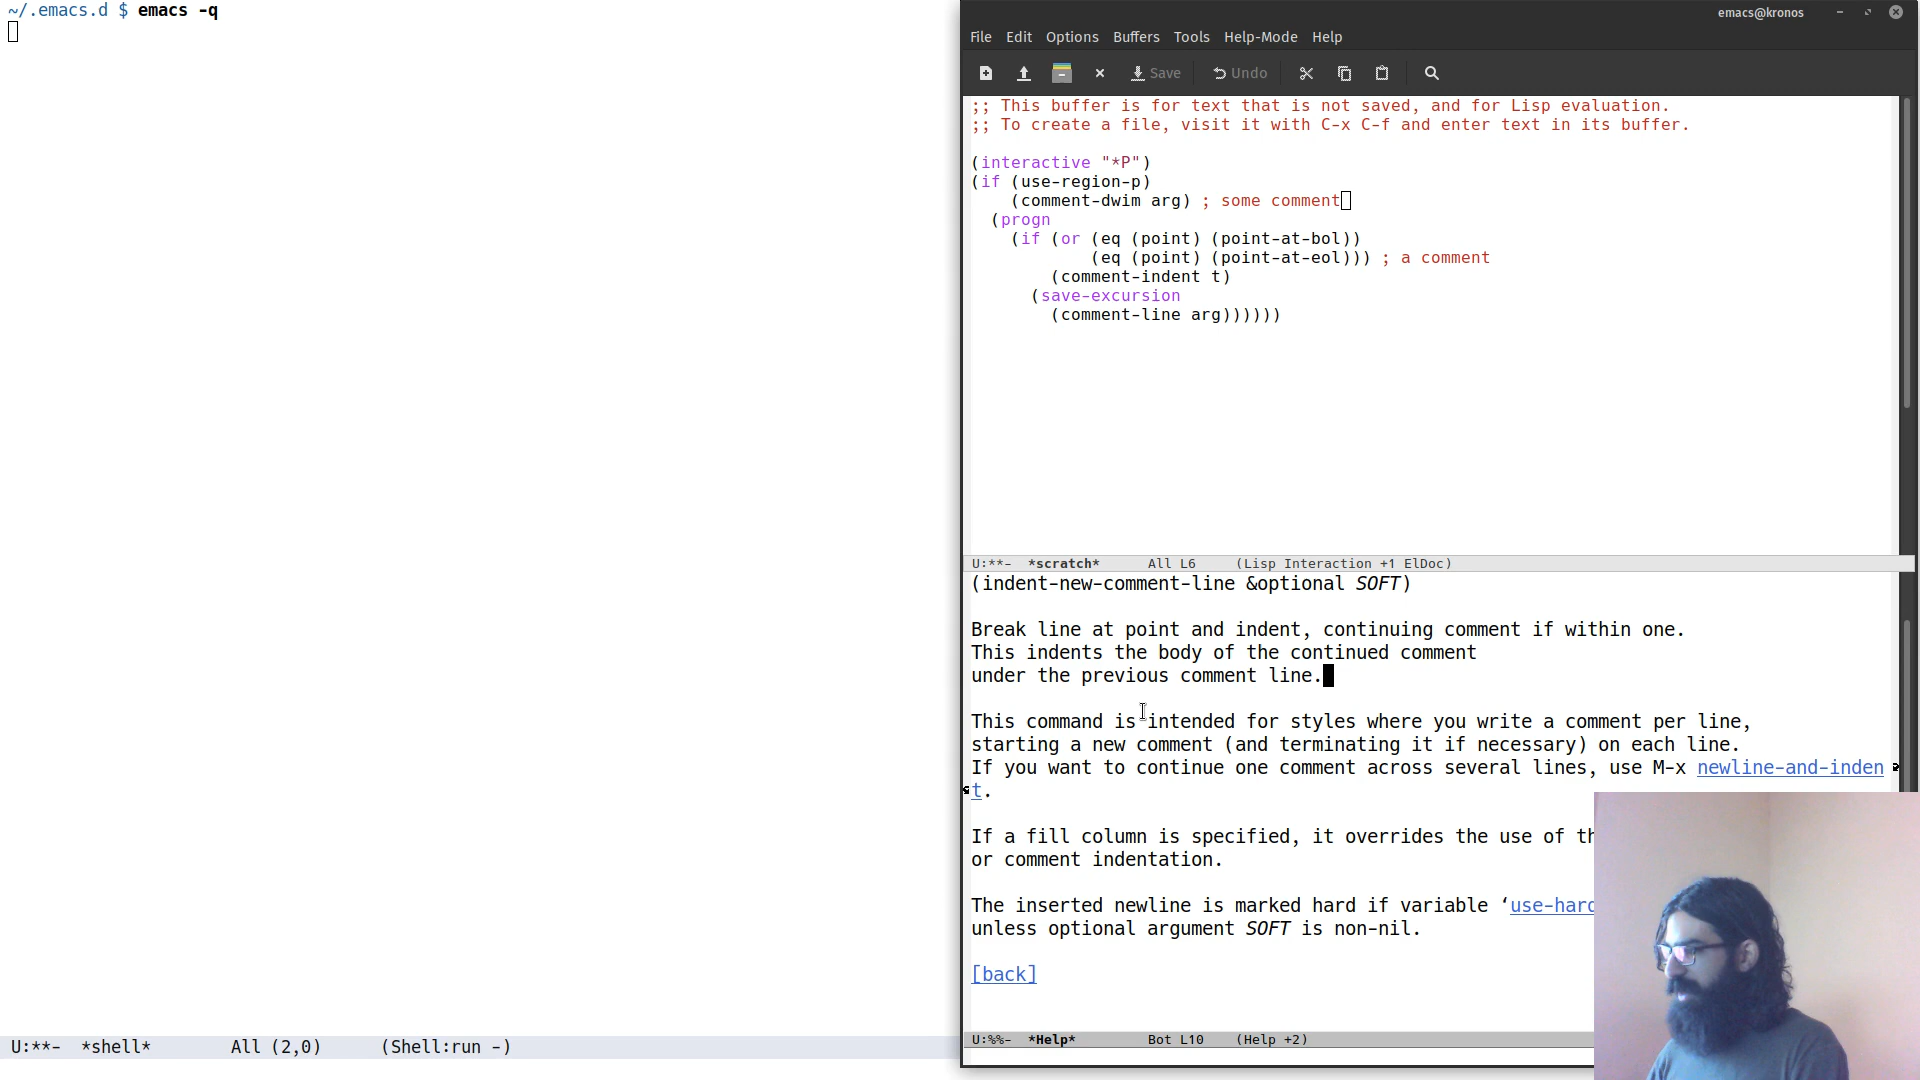 ~/.emacs.d $ emacs -q
U:**-  *shell*        All (2,0)      (Shell:run -)
emacs@kronos
File Edit Options Buffers Tools Help-Mode Help
Save Undo
;; This buffer is for text that is not saved, and for Lisp evaluation.
;; To create a file, visit it with C-x C-f and enter text in its buffer.
(interactive "*P")
(if (use-region-p)
    (comment-dwim arg) ; some comment
  (progn
    (if (or (eq (point) (point-at-bol))
            (eq (point) (point-at-eol))) ; a comment
        (comment-indent t)
      (save-excursion
        (comment-line arg))))))
U:**-  *scratch*      All L6     (Lisp Interaction +1 ElDoc)
(indent-new-comment-line &optional SOFT)
Break line at point and indent, continuing comment if within one.
This indents the body of the continued comment
under the previous comment line.
This command is intended for styles where you write a comment per line,
starting a new comment (and terminating it if necessary) on each line.
If you want to continue one comment across several lines, use M-x newline-and-inden
t.
If a fill column is specified, it overrides the use of th
or comment indentation.
The inserted newline is marked hard if variable ‘use-hard
unless optional argument SOFT is non-nil.
[back]
U:%%-  *Help*         Bot L10    (Help +2)